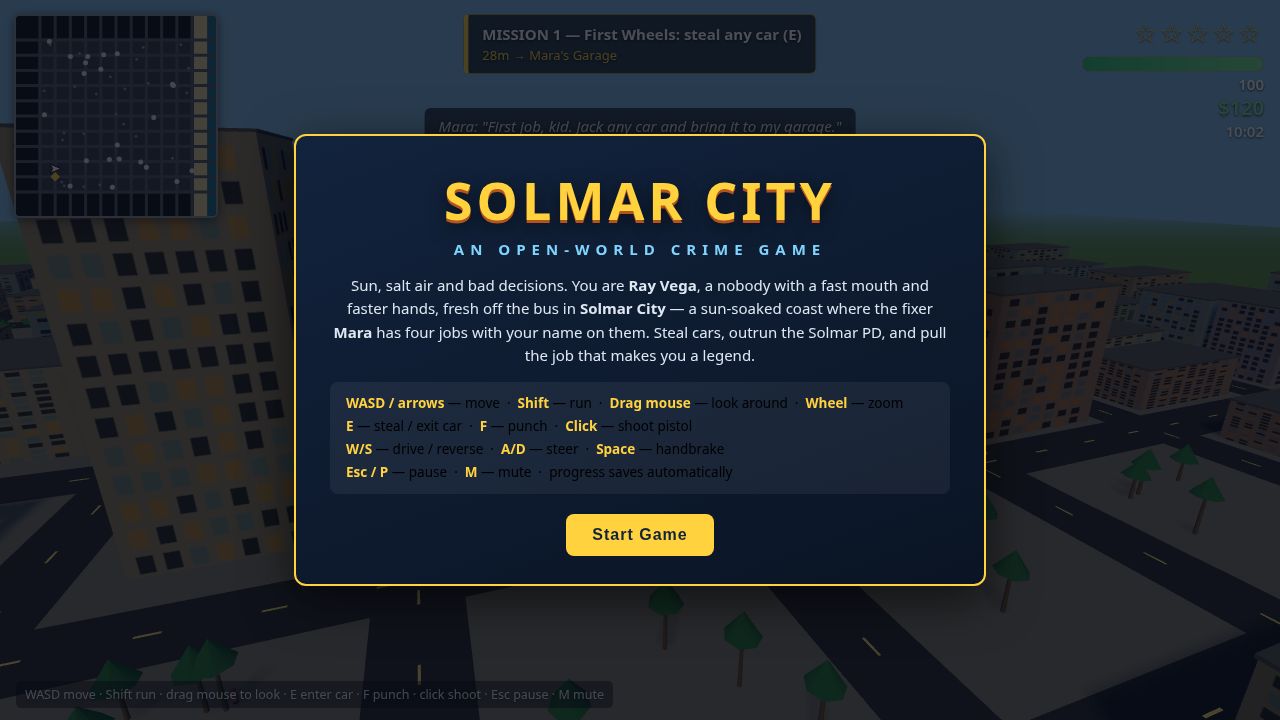 MISSION 1 — First Wheels: steal any car (E)
28m → Mara's Garage
100
$120
10:02
Mara: "First job, kid. Jack any car and bring it to my garage."
SOLMAR CITY
AN OPEN-WORLD CRIME GAME
Sun, salt air and bad decisions. You are Ray Vega, a nobody with a fast mouth and
faster hands, fresh off the bus in Solmar City — a sun-soaked coast where the fixer
Mara has four jobs with your name on them. Steal cars, outrun the Solmar PD, and pull
the job that makes you a legend.
WASD / arrows — move · Shift — run · Drag mouse — look around · Wheel — zoom
E — steal / exit car · F — punch · Click — shoot pistol
W/S — drive / reverse · A/D — steer · Space — handbrake
Esc / P — pause · M — mute · progress saves automatically
Start Game
WASD move · Shift run · drag mouse to look · E enter car · F punch · click shoot · Esc pause · M mute